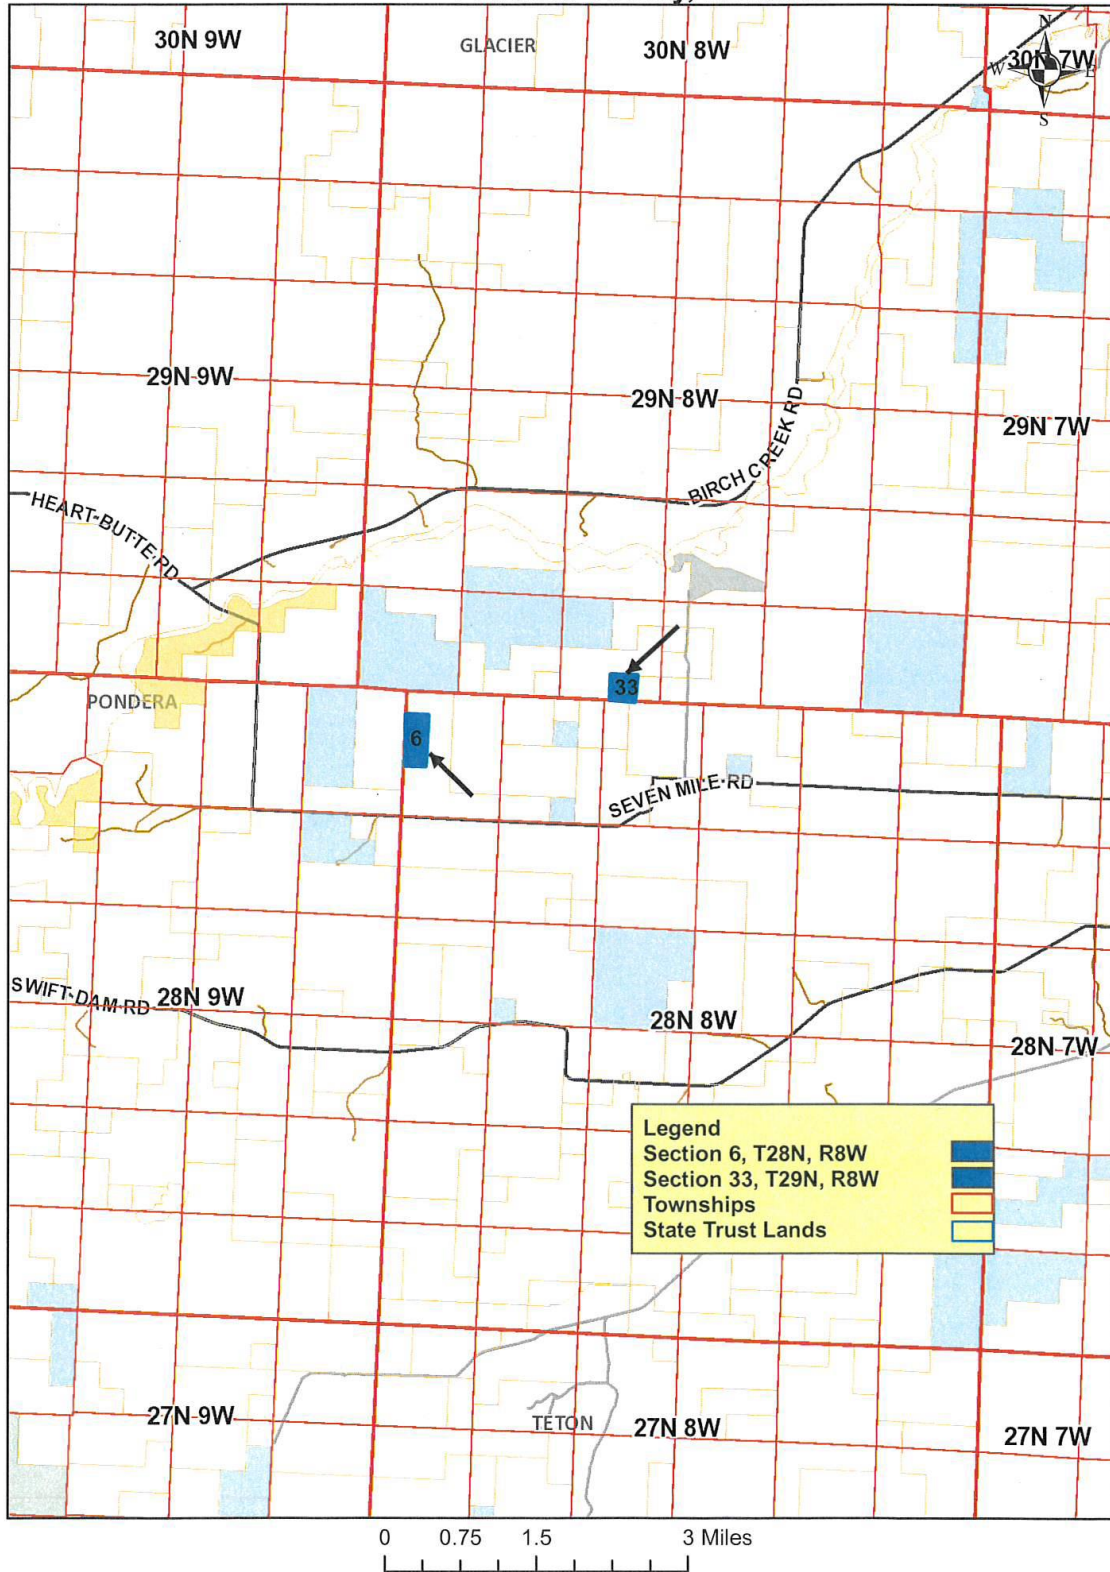 30N 9W
GLACIER
30N 8W
N
W
30N 7W
E
S
29N 9W
29N 8W
29N 7W
BIRCH CREEK RD
HEART BUTTE RD
PONDERA
33
6
SEVEN MILE RD
SWIFT DAM RD
28N 9W
28N 8W
28N 7W
Legend
Section 6, T28N, R8W
Section 33, T29N, R8W
Townships
State Trust Lands
27N 9W
TETON
27N 8W
27N 7W
0 0.75 1.5 3 Miles